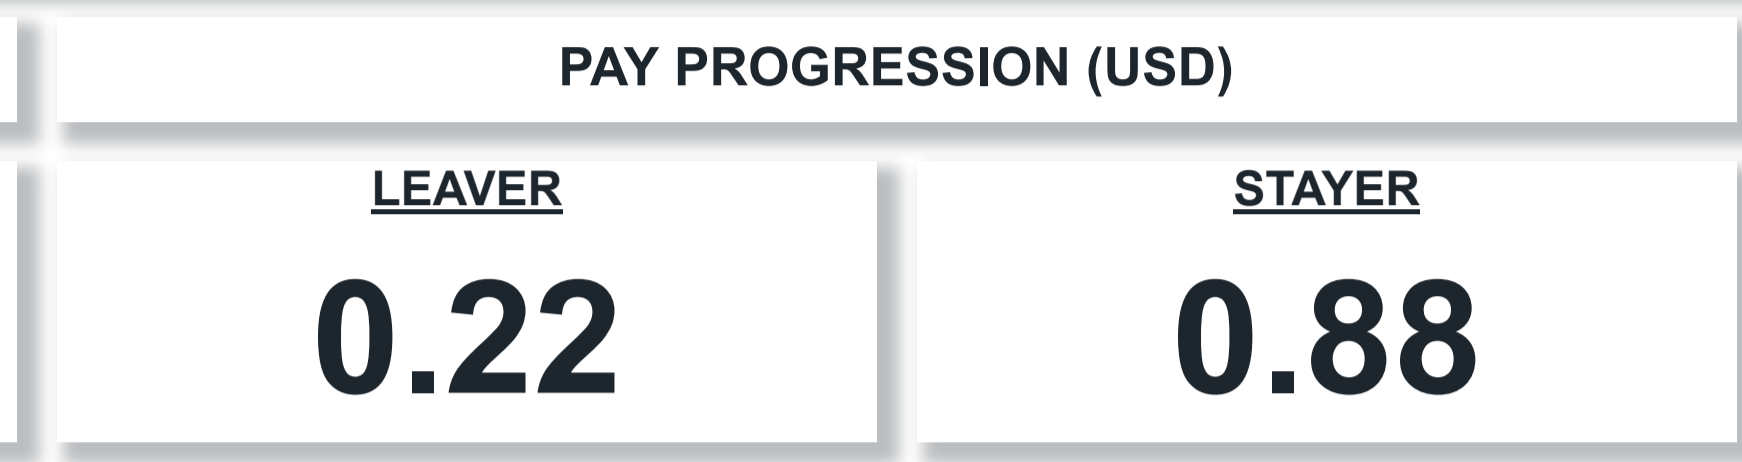 PAY PROGRESSION (USD)
LEAVER
STAYER
0.22
0.88